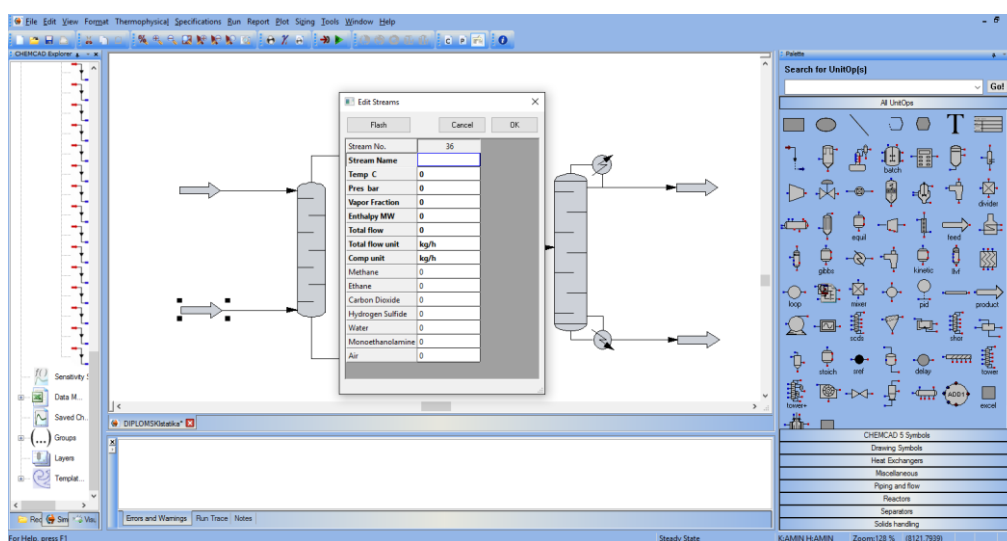 File Edit View Format Thermophysical Specifications Run Report Plot Sizing Tools Window Help
CHEMCAD Explorer
Sensitivity
Data M...
Saved Ch...
Groups
Layers
Templat...
Sim
Visu
Edit Streams
Flash Cancel OK
Stream No. 36
Stream Name
Temp C 0
Pres bar 0
Vapor Fraction 0
Enthalpy MW 0
Total flow 0
Total flow unit kg/h
Comp unit kg/h
Methane 0
Ethane 0
Carbon Dioxide 0
Hydrogen Sulfide 0
Water 0
Monoethanolamine 0
Air 0
DIPLOMSKIstatika*
Errors and Warnings Run Trace Notes
Palette
Search for UnitOp(s)
Go!
All UnitOps
T
batch
divider
equil feed
gibbs kinetic llvf
loop mixer pid product
scds shor
stoich sref delay tower
tower+ ADD1 excel
CHEMCAD 5 Symbols
Drawing Symbols
Heat Exchangers
Miscellaneous
Piping and flow
Reactors
Separators
Solids handling
For Help, press F1 Steady State K:AMIN H:AMIN Zoom:128 % (8121,7939)